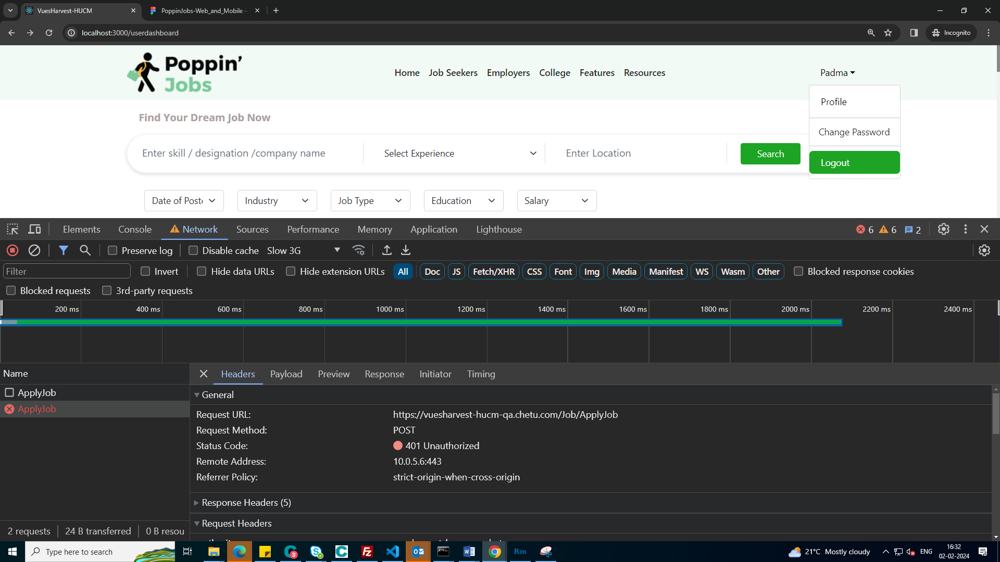 VuesHarvest-HUCM
PoppinJobs-Web_and_Mobile –
localhost:3000/userdashboard
Incognito
Poppin'
Jobs
Home Job Seekers Employers College Features Resources
Padma
Profile
Change Password
Logout
Find Your Dream Job Now
Enter skill / designation /company name
Select Experience
Enter Location
Search
Date of Poste
Industry
Job Type
Education
Salary
Elements Console Network Sources Performance Memory Application Lighthouse
6 6 2
Preserve log Disable cache Slow 3G
Filter Invert Hide data URLs Hide extension URLs All Doc JS Fetch/XHR CSS Font Img Media Manifest WS Wasm Other Blocked response cookies
Blocked requests 3rd-party requests
200 ms 400 ms 600 ms 800 ms 1000 ms 1200 ms 1400 ms 1600 ms 1800 ms 2000 ms 2200 ms 2400 ms
Name
ApplyJob
ApplyJob
Headers Payload Preview Response Initiator Timing
General
Request URL: https://vuesharvest-hucm-qa.chetu.com/Job/ApplyJob
Request Method: POST
Status Code: 401 Unauthorized
Remote Address: 10.0.5.6:443
Referrer Policy: strict-origin-when-cross-origin
Response Headers (5)
Request Headers
2 requests 24 B transferred 0 B resou
Type here to search
3
Rm
21°C Mostly cloudy
ENG
16:32
02-02-2024